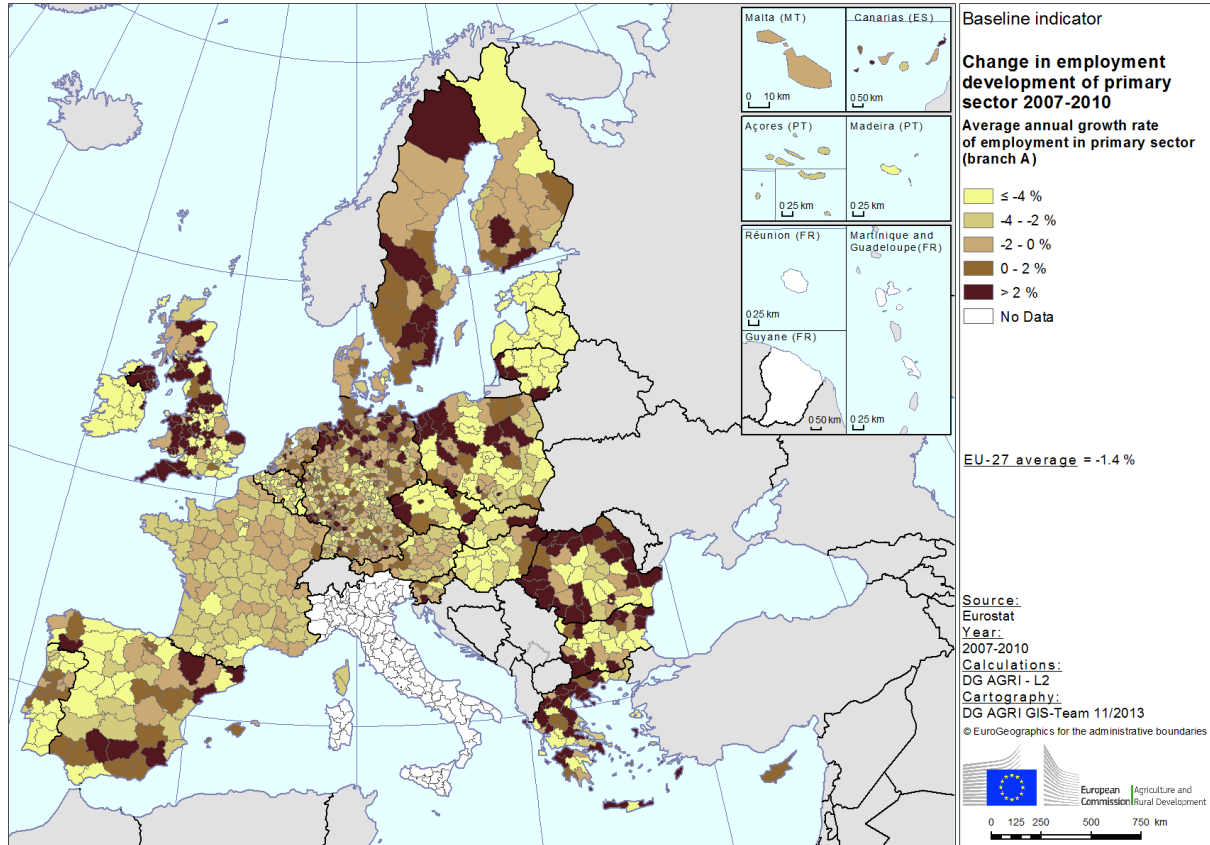 Malta (MT)
0 10 km
Canarias (ES)
0 50 km
Açores (PT)
0 25 km
Madeira (PT)
0 25 km
Réunion (FR)
0 25 km
Martinique and
Guadeloupe(FR)
0 25 km
Guyane (FR)
0 50 km
Baseline indicator
Change in employment
development of primary
sector 2007-2010
Average annual growth rate
of employment in primary sector
(branch A)
≤ -4 %
-4 - -2 %
-2 - 0 %
0 - 2 %
> 2 %
No Data
EU-27 average = -1.4 %
Source:
Eurostat
Year:
2007-2010
Calculations:
DG AGRI - L2
Cartography:
DG AGRI GIS-Team 11/2013
© EuroGeographics for the administrative boundaries
European
Commission
Agriculture and
Rural Development
0 125 250 500 750 km